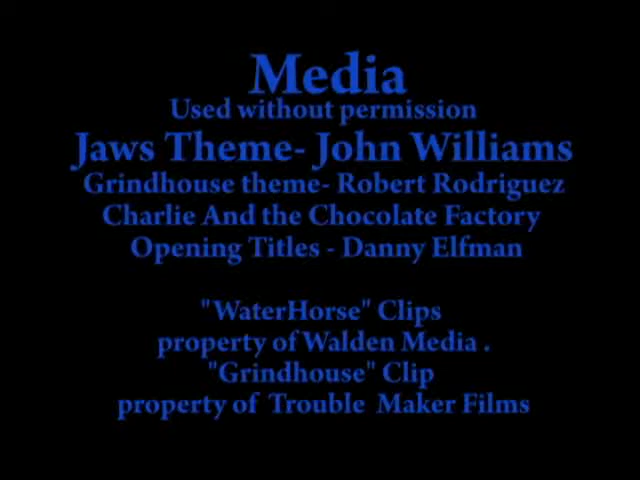 Media
Used without permission
Jaws Theme- John Williams
Grindhouse theme- Robert Rodriguez
Charlie And the Chocolate Factory
Opening Titles - Danny Elfman
"WaterHorse" Clips
property of Walden Media .
"Grindhouse" Clip
property of Trouble Maker Films